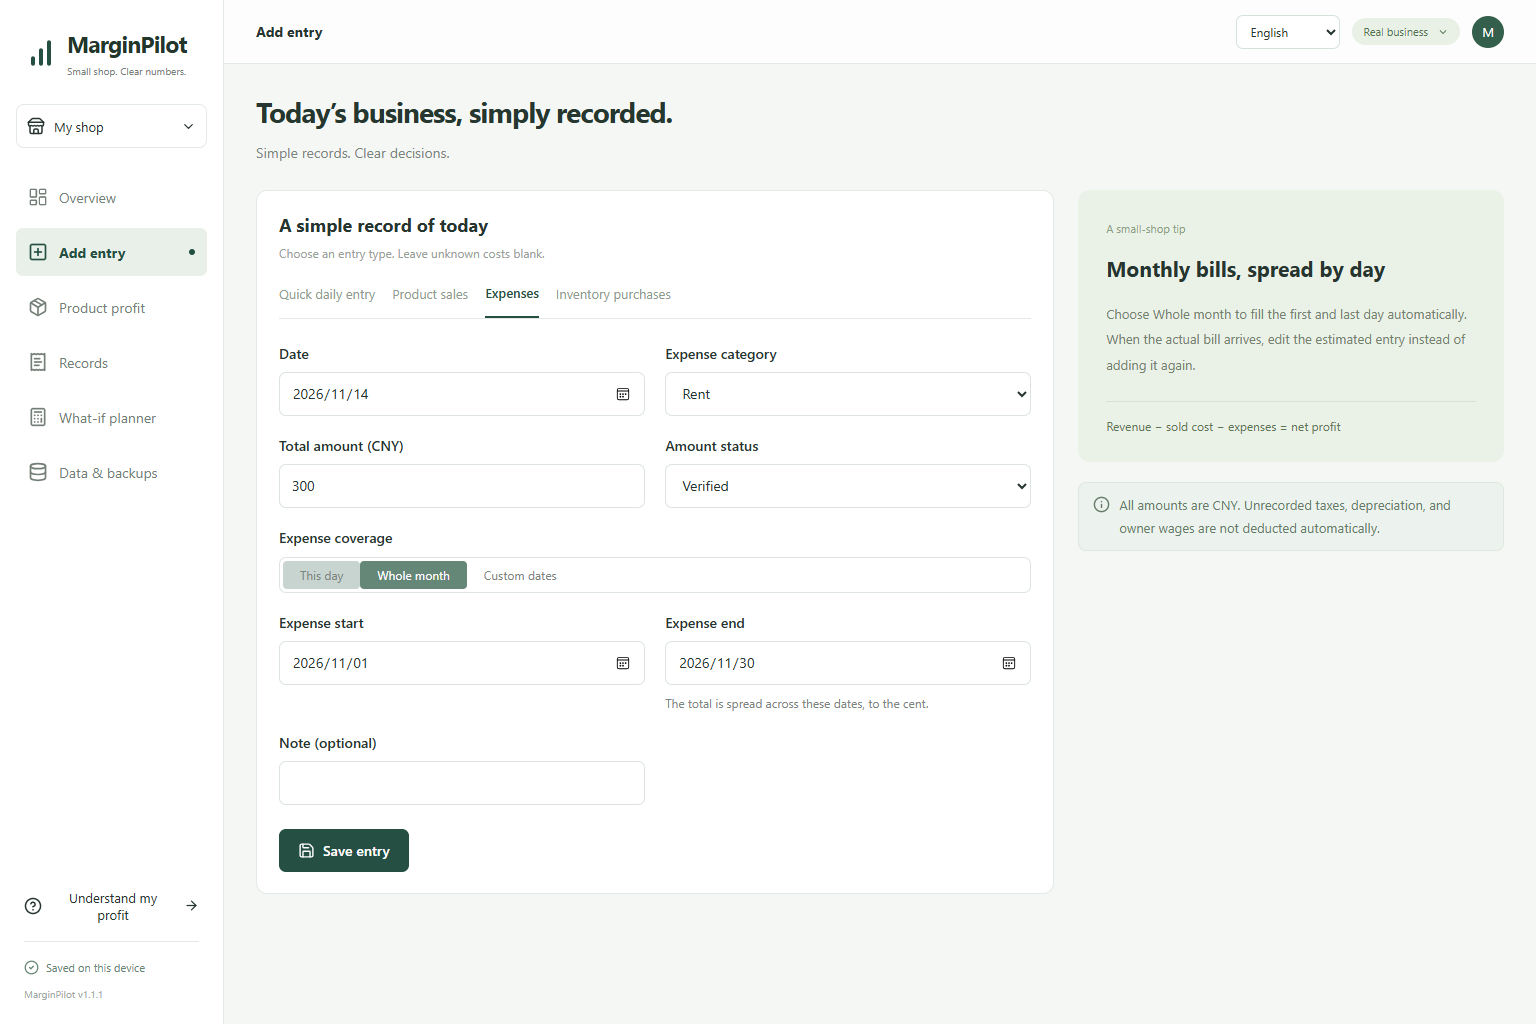 MarginPilot
Small shop. Clear numbers.
My shop
Overview
Add entry
Product profit
Records
What-if planner
Data & backups
Understand my
profit
Saved on this device
MarginPilot v1.1.1
Add entry
English
Real business
M
Today's business, simply recorded.
Simple records. Clear decisions.
A simple record of today
Choose an entry type. Leave unknown costs blank.
Quick daily entry
Product sales
Expenses
Inventory purchases
Date
Expense category
2026/11/14
Rent
Total amount (CNY)
Amount status
300
Verified
Expense coverage
This day
Whole month
Custom dates
Expense start
Expense end
2026/11/01
2026/11/30
The total is spread across these dates, to the cent.
Note (optional)
Save entry
A small-shop tip
Monthly bills, spread by day
Choose Whole month to fill the first and last day automatically.
When the actual bill arrives, edit the estimated entry instead of
adding it again.
Revenue − sold cost − expenses = net profit
All amounts are CNY. Unrecorded taxes, depreciation, and
owner wages are not deducted automatically.